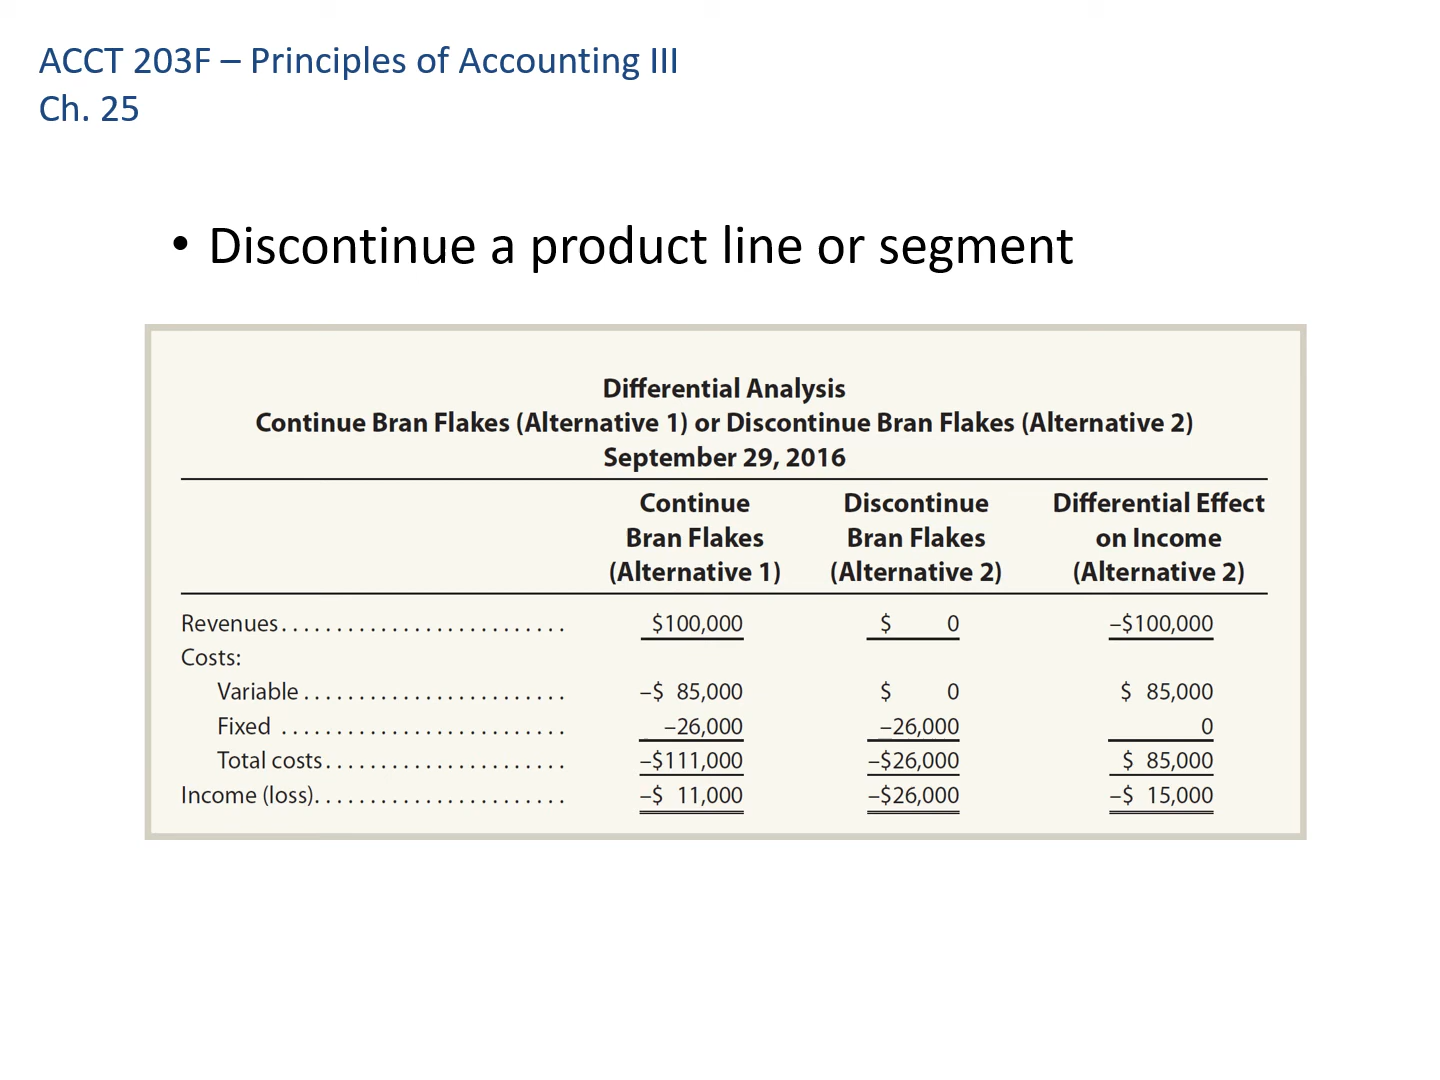 ACCT 203F – Principles of Accounting III
Ch. 25
• Discontinue a product line or segment
Differential Analysis
Continue Bran Flakes (Alternative 1) or Discontinue Bran Flakes (Alternative 2)
September 29, 2016
Continue Discontinue Differential Effect
Bran Flakes Bran Flakes on Income
(Alternative 1) (Alternative 2) (Alternative 2)
Revenues.......................... $100,000 $ 0 –$100,000
Costs:
Variable........................ –$ 85,000 $ 0 $ 85,000
Fixed .......................... –26,000 –26,000 0
Total costs...................... –$111,000 –$26,000 $ 85,000
Income (loss)....................... –$ 11,000 –$26,000 –$ 15,000